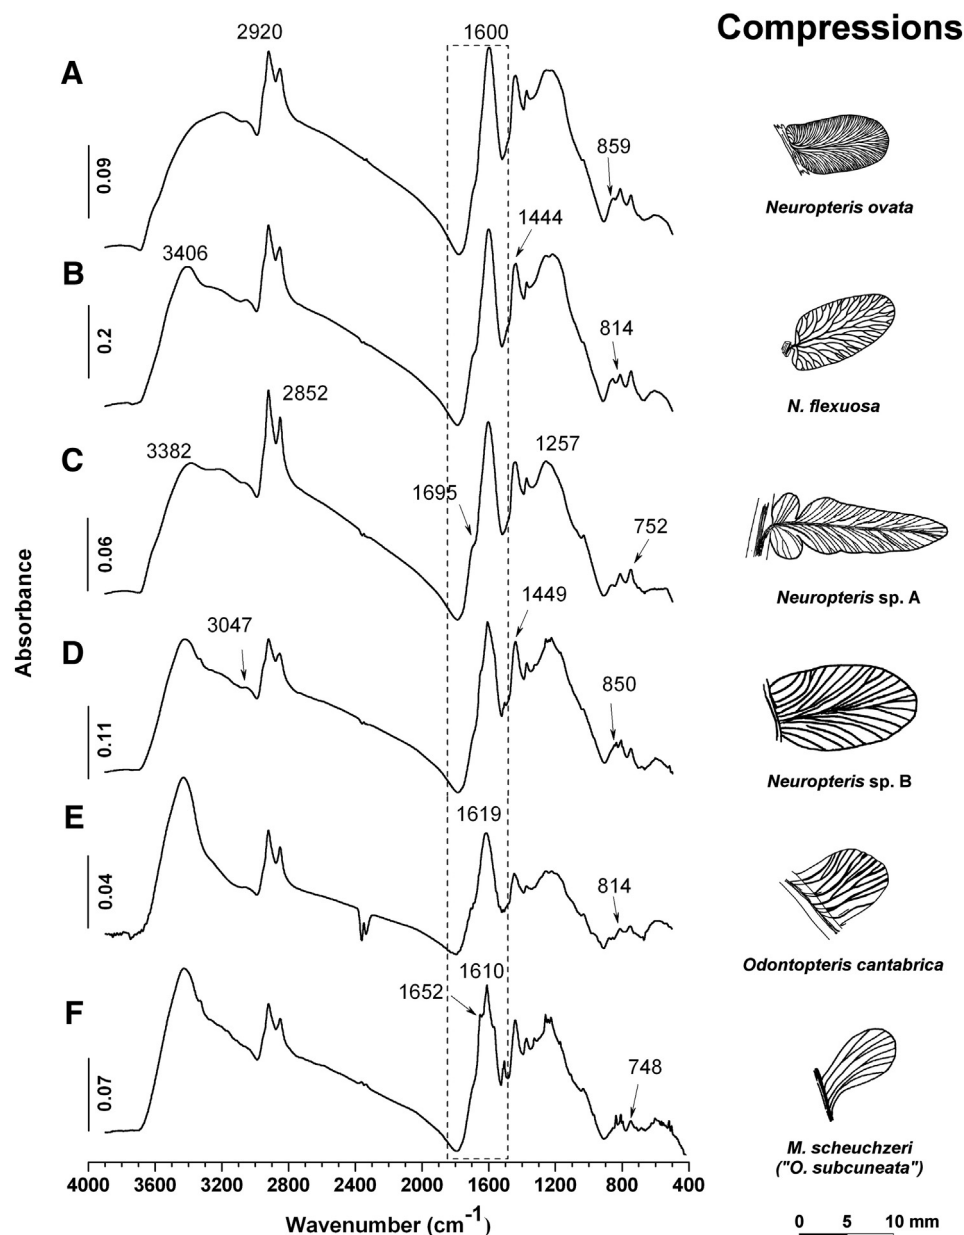 Compressions
2920
1600
A
0.09
859
Neuropteris ovata
1444
3406
B
0.2
814
N. flexuosa
2852
C
3382
1257
1695
0.06
752
Neuropteris sp. A
Absorbance
1449
3047
D
850
0.11
Neuropteris sp. B
E
1619
0.04
814
Odontopteris cantabrica
1610
1652
F
748
0.07
M. scheuchzeri
("O. subcuneata")
4000 3600 3200 2800 2400 2000 1600 1200 800 400
Wavenumber (cm-1)
0 5 10 mm